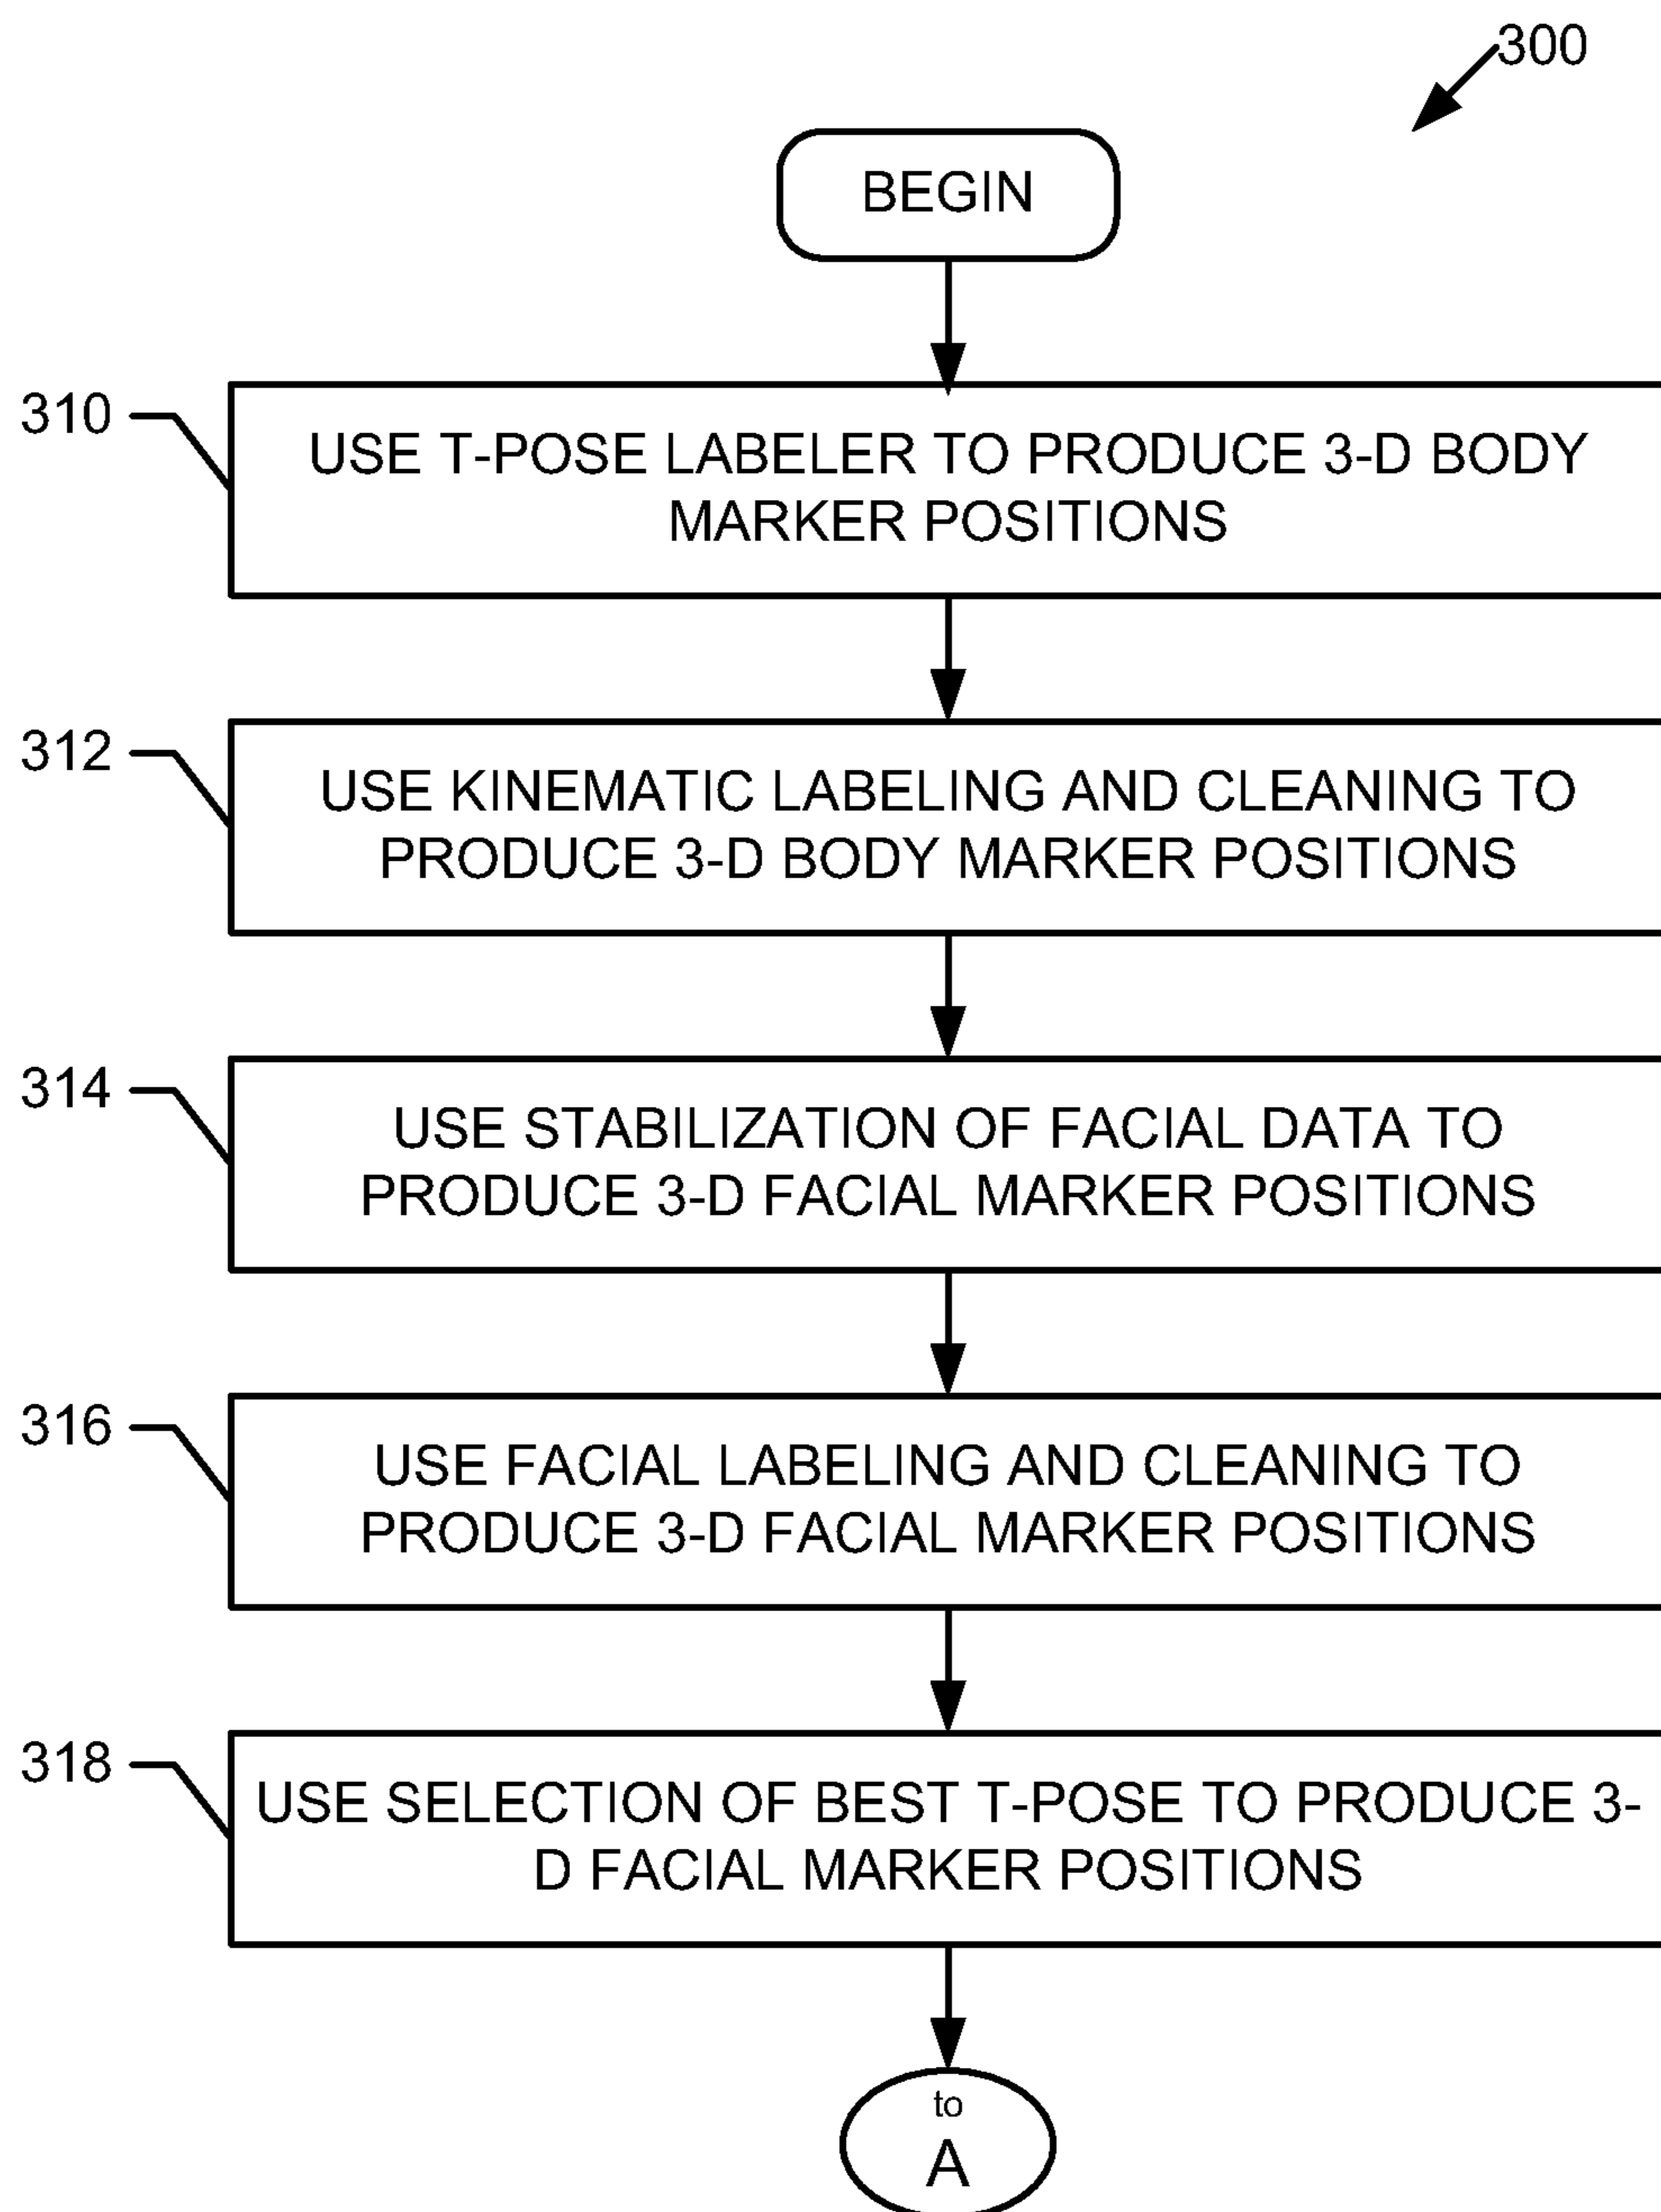 300
BEGIN
310
USE T-POSE LABELER TO PRODUCE 3-D BODY
MARKER POSITIONS
312
USE KINEMATIC LABELING AND CLEANING TO
PRODUCE 3-D BODY MARKER POSITIONS
314
USE STABILIZATION OF FACIAL DATA TO
PRODUCE 3-D FACIAL MARKER POSITIONS
316
USE FACIAL LABELING AND CLEANING TO
PRODUCE 3-D FACIAL MARKER POSITIONS
318
USE SELECTION OF BEST T-POSE TO PRODUCE 3-
D FACIAL MARKER POSITIONS
to
A